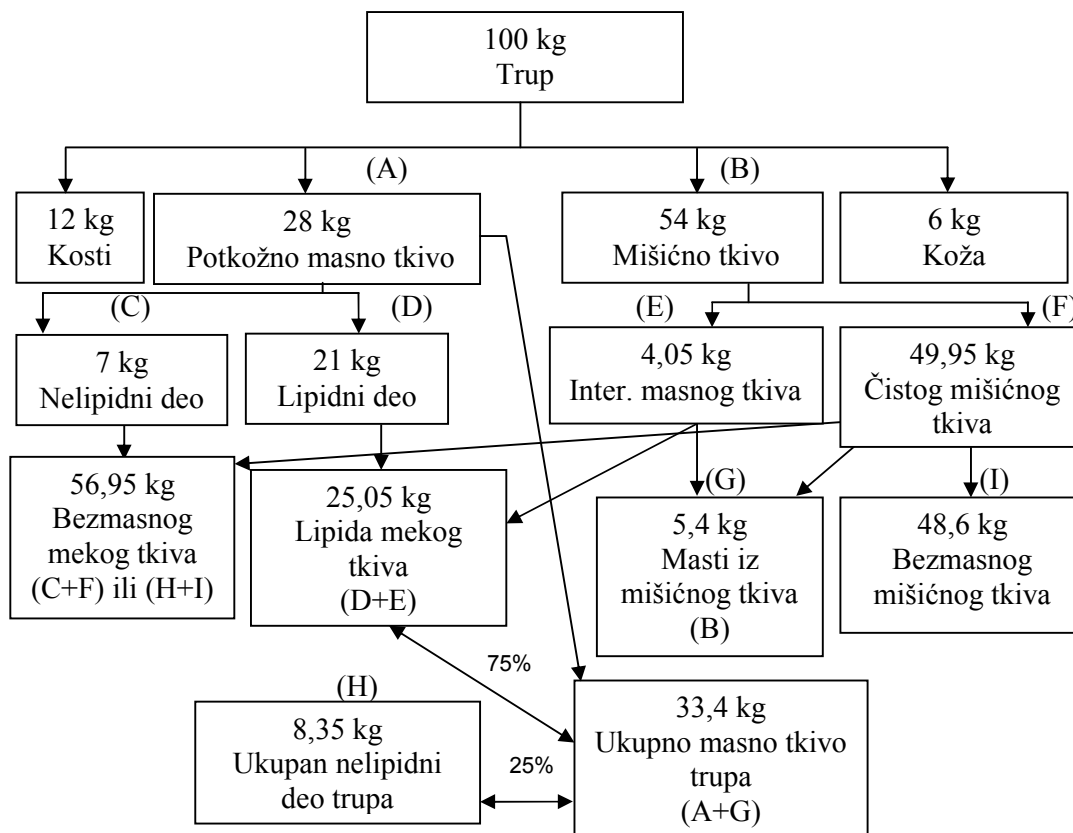 100 kg
Trup
(A)
(B)
12 kg
Kosti
28 kg
Potkožno masno tkivo
54 kg
Mišićno tkivo
6 kg
Koža
(C)
(D)
(E)
(F)
7 kg
Nelipidni deo
21 kg
Lipidni deo
4,05 kg
Inter. masnog tkiva
49,95 kg
Čistog mišićnog
tkiva
(G)
(I)
56,95 kg
Bezmasnog
mekog tkiva
(C+F) ili (H+I)
25,05 kg
Lipida mekog
tkiva
(D+E)
5,4 kg
Masti iz
mišićnog tkiva
(B)
48,6 kg
Bezmasnog
mišićnog tkiva
75%
(H)
8,35 kg
Ukupan nelipidni
deo trupa
25%
33,4 kg
Ukupno masno tkivo
trupa
(A+G)